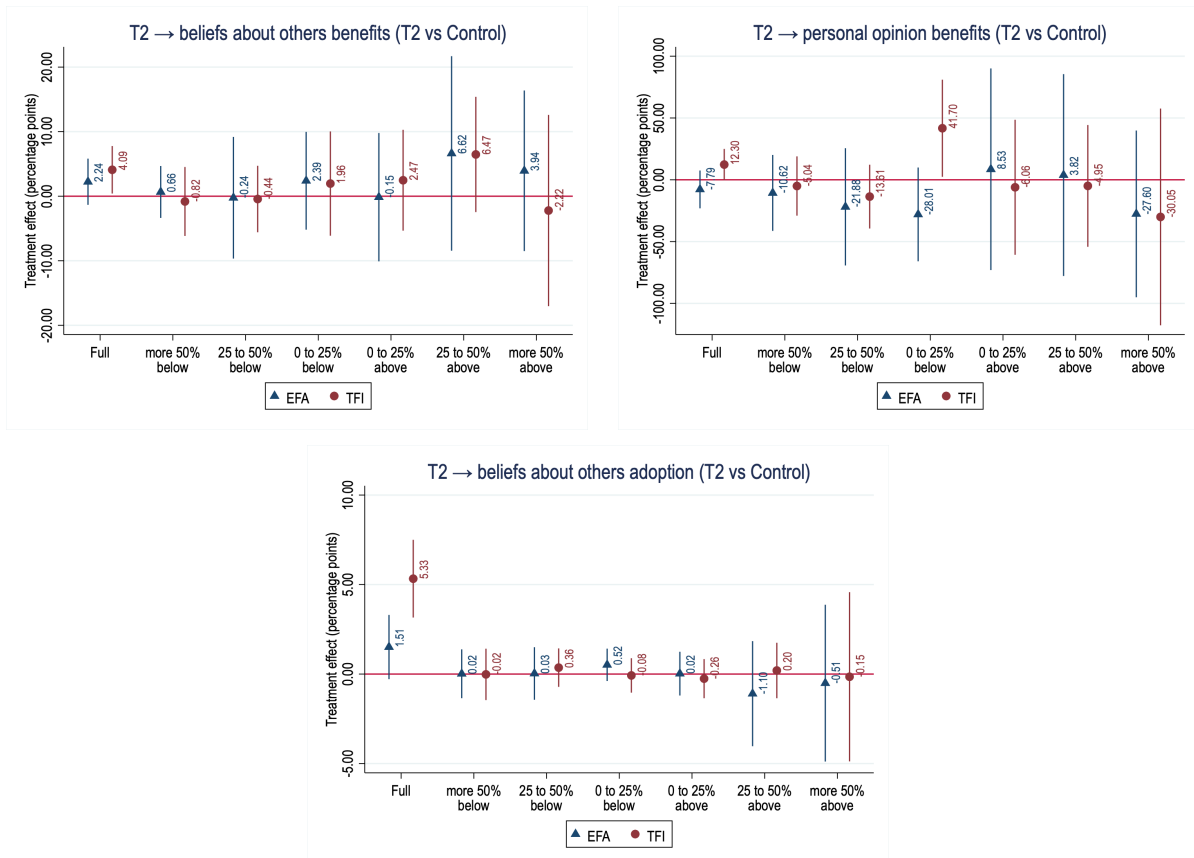 T2 → beliefs about others benefits (T2 vs Control)
Treatment effect (percentage points)
20.00
10.00
0.00
-10.00
-20.00
2.24
4.09
0.66
-0.82
-0.24
-0.44
2.39
1.96
-0.15
2.47
6.62
6.47
3.94
-2.22
Full
more 50%
below
25 to 50%
below
0 to 25%
below
0 to 25%
above
25 to 50%
above
more 50%
above
EFA TFI
T2 → personal opinion benefits (T2 vs Control)
Treatment effect (percentage points)
100.00
50.00
0.00
-50.00
-100.00
-7.79
12.30
-10.62
-5.04
-21.88
-13.61
-28.01
41.70
8.53
-6.06
3.82
-4.95
-27.60
-30.05
Full
more 50%
below
25 to 50%
below
0 to 25%
below
0 to 25%
above
25 to 50%
above
more 50%
above
EFA TFI
T2 → beliefs about others adoption (T2 vs Control)
Treatment effect (percentage points)
10.00
5.00
0.00
-5.00
1.51
5.33
0.02
-0.02
0.03
0.36
0.52
-0.08
0.02
-0.26
-1.10
0.20
-0.51
-0.15
Full
more 50%
below
25 to 50%
below
0 to 25%
below
0 to 25%
above
25 to 50%
above
more 50%
above
EFA TFI